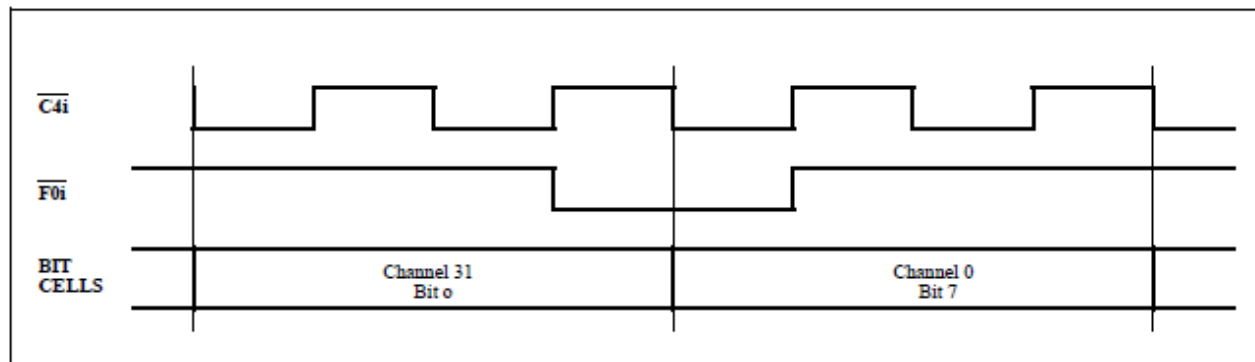 C4i
F0i
BIT
CELLS
Channel 31
Bit o
Channel 0
Bit 7